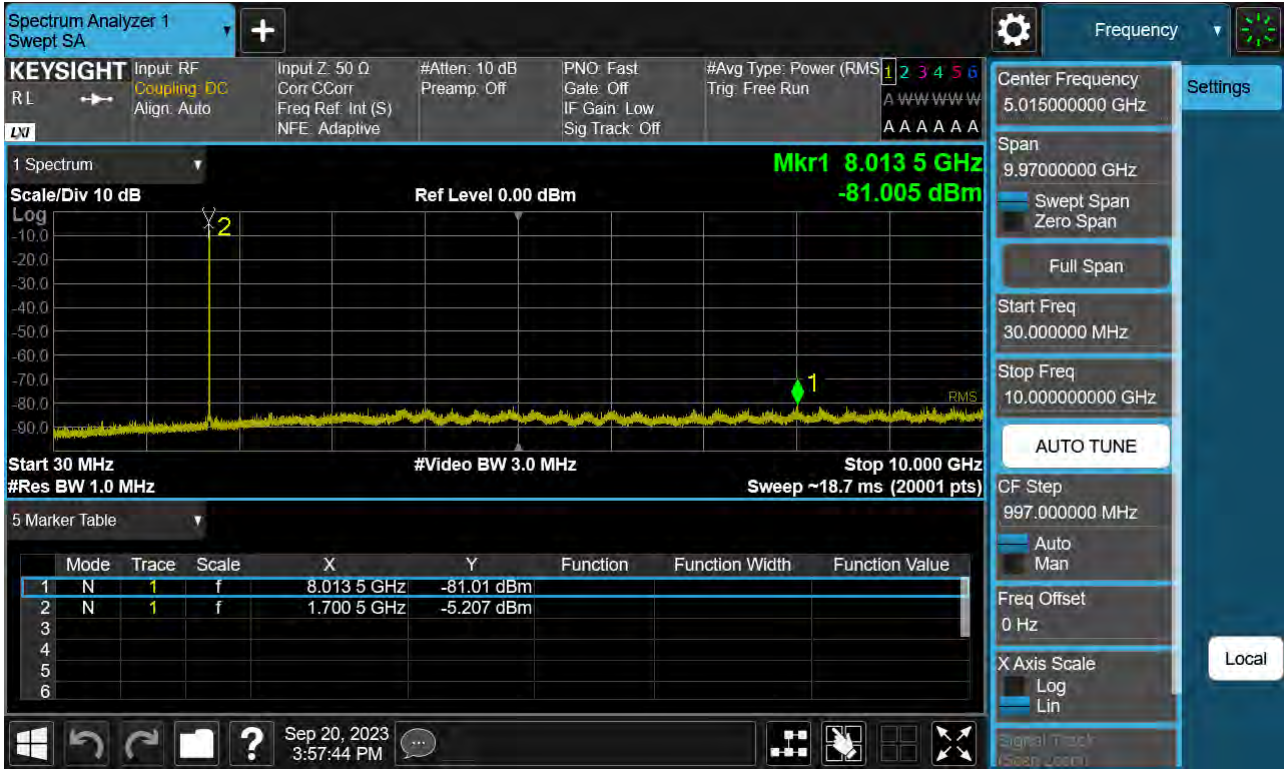 Spectrum Analyzer 1
Swept SA
+
Frequency
KEYSIGHT
R L
LXI
Input: RF
Coupling: DC
Align: Auto
Input Z: 50 Ω
Corr CCorr
Freq Ref: Int (S)
NFE: Adaptive
#Atten: 10 dB
Preamp: Off
PNO: Fast
Gate: Off
IF Gain: Low
Sig Track: Off
#Avg Type: Power (RMS
Trig: Free Run
1 2 3 4 5 6
A W W W W W
A A A A A A
Center Frequency
5.015000000 GHz
Settings
1 Spectrum
Mkr1 8.013 5 GHz
-81.005 dBm
Scale/Div 10 dB
Ref Level 0.00 dBm
Log
-10.0
-20.0
-30.0
-40.0
-50.0
-60.0
-70.0
-80.0
-90.0
2
1
RMS
Start 30 MHz
#Video BW 3.0 MHz
Stop 10.000 GHz
#Res BW 1.0 MHz
Sweep ~18.7 ms (20001 pts)
Span
9.97000000 GHz
Swept Span
Zero Span
Full Span
Start Freq
30.000000 MHz
Stop Freq
10.000000000 GHz
AUTO TUNE
CF Step
997.000000 MHz
Auto
Man
Freq Offset
0 Hz
X Axis Scale
Log
Lin
Signal Track
(Span Zoom)
Local
5 Marker Table
Mode Trace Scale X Y Function Function Width Function Value
1 N 1 f 8.013 5 GHz -81.01 dBm
2 N 1 f 1.700 5 GHz -5.207 dBm
3
4
5
6
?
Sep 20, 2023
3:57:44 PM